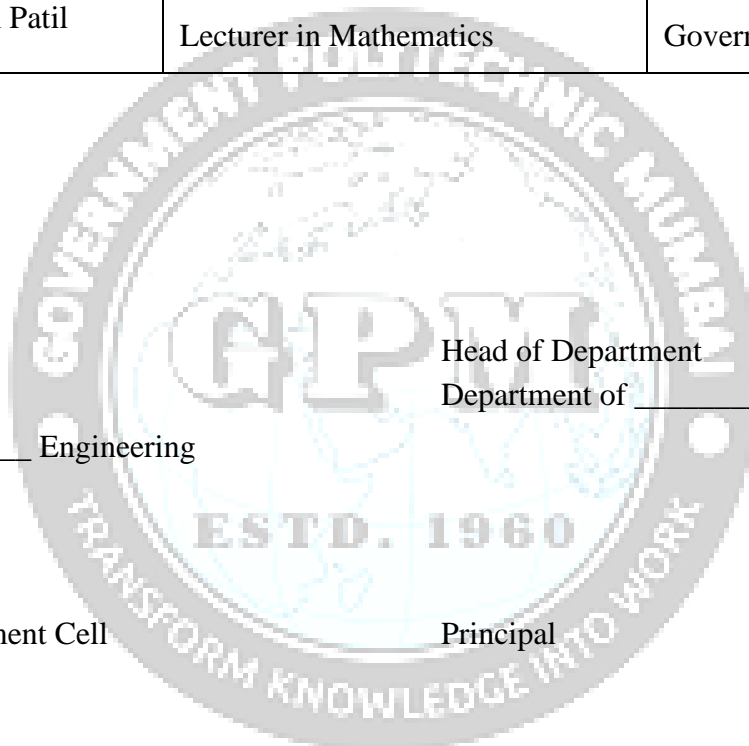 Patil
Lecturer in Mathematics
Govern
GOVERNMENT POLYTECHNIC MUMBAI
GPM
Head of Department
Department of ________
__ Engineering
ESTD. 1960
ment Cell
Principal
TRANSFORM KNOWLEDGE INTO WORK